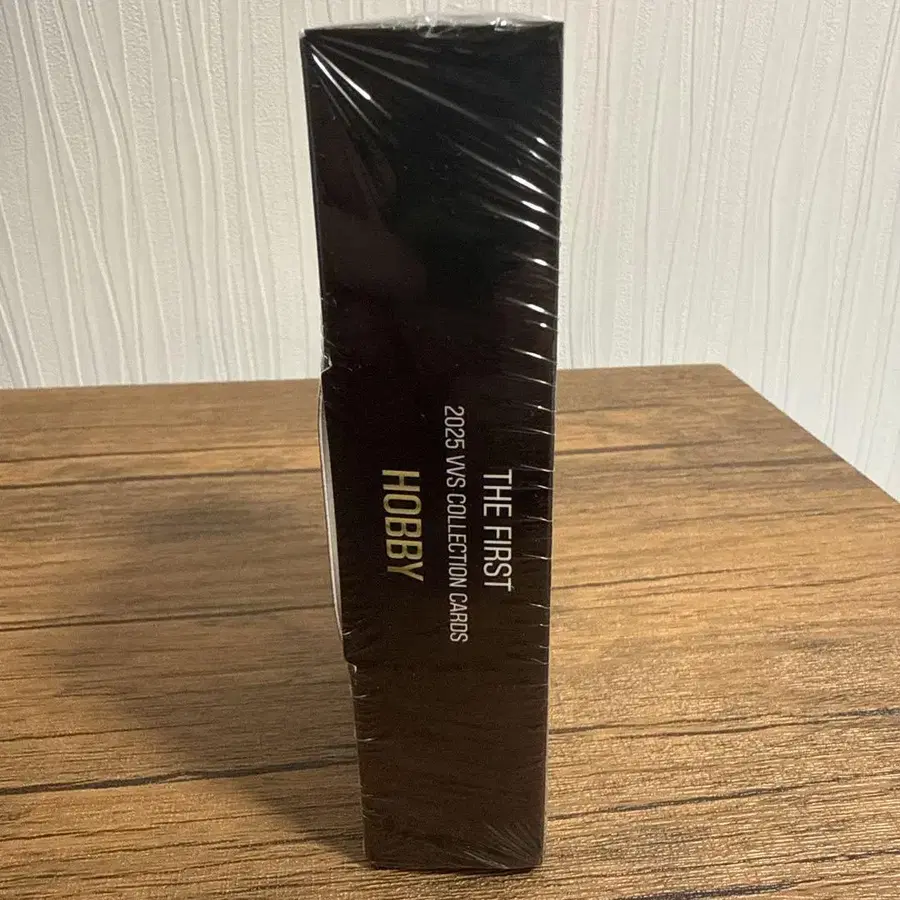 THE FIRST
2025 VVS COLLECTION CARDS
HOBBY